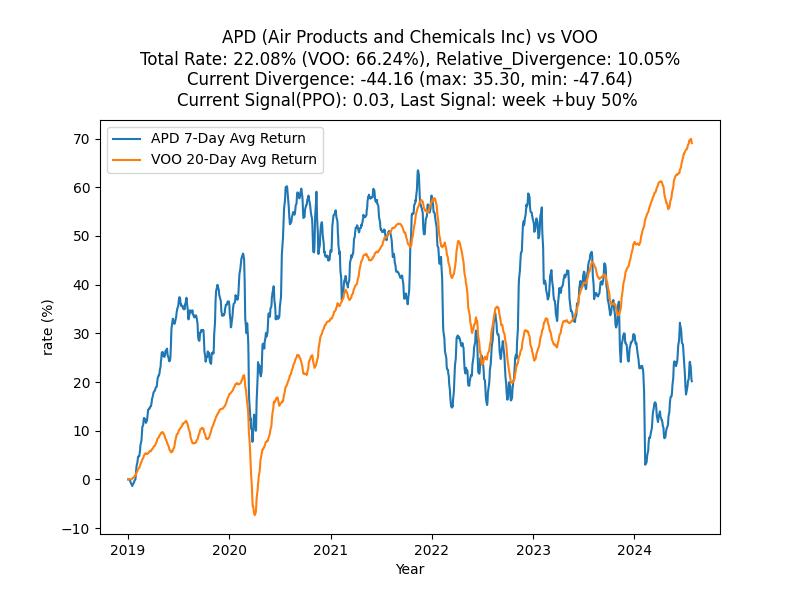 APD (Air Products and Chemicals Inc) vs VOO
Total Rate: 22.08% (VOO: 66.24%), Relative_Divergence: 10.05%
Current Divergence: -44.16 (max: 35.30, min: -47.64)
Current Signal(PPO): 0.03, Last Signal: week +buy 50%
APD 7-Day Avg Return
VOO 20-Day Avg Return
70
60
50
40
30
20
10
0
−10
rate (%)
2019 2020 2021 2022 2023 2024
Year